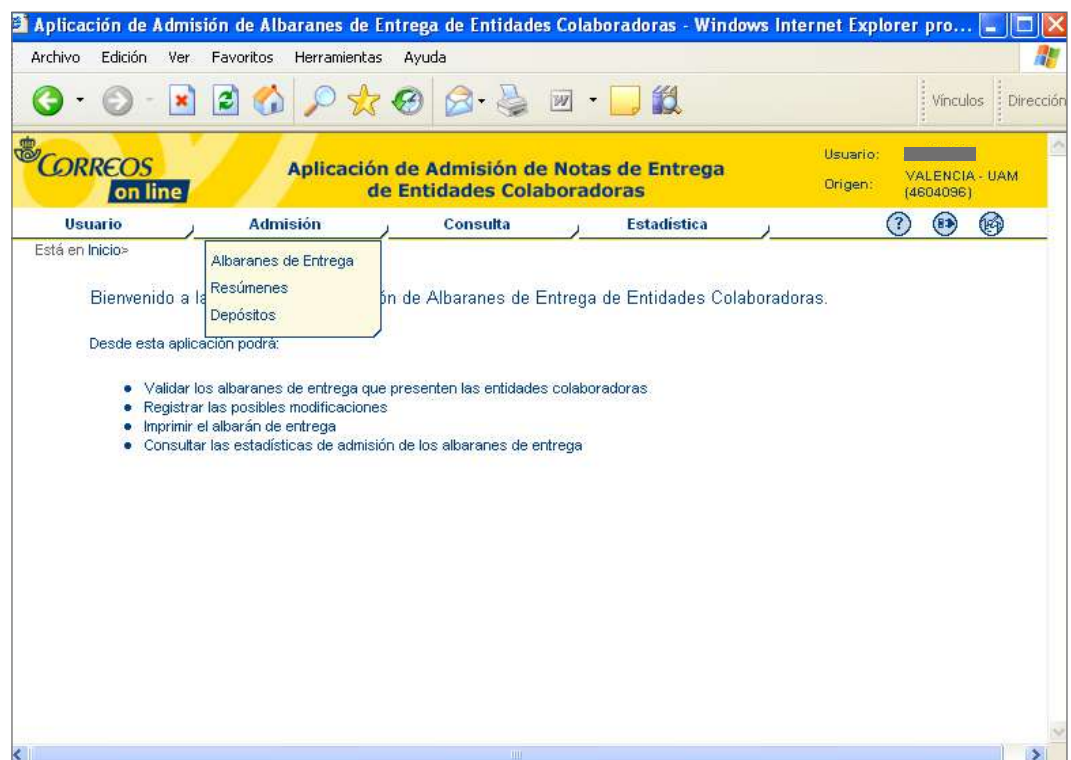 Aplicación de Admisión de Albaranes de Entrega de Entidades Colaboradoras - Windows Internet Explorer pro...
Archivo Edición Ver Favoritos Herramientas Ayuda
Vínculos Dirección
CORREOS
on line
Aplicación de Admisión de Notas de Entrega
de Entidades Colaboradoras
Usuario:
Origen: VALENCIA - UAM
(4604096)
Usuario Admisión Consulta Estadística
Está en Inicio>
Albaranes de Entrega
Resúmenes
Depósitos
Bienvenido a la ón de Albaranes de Entrega de Entidades Colaboradoras.
Desde esta aplicación podrá:
• Validar los albaranes de entrega que presenten las entidades colaboradoras
• Registrar las posibles modificaciones
• Imprimir el albarán de entrega
• Consultar las estadísticas de admisión de los albaranes de entrega